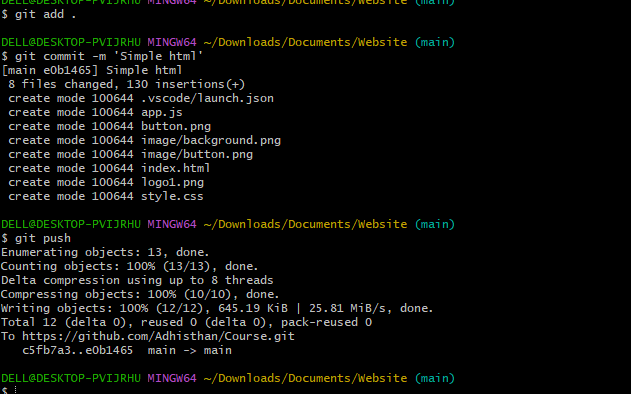 DELL@DESKTOP-PVIJRHU MINGW64 ~/Downloads/Documents/Website (main)
$ git add .
DELL@DESKTOP-PVIJRHU MINGW64 ~/Downloads/Documents/Website (main)
$ git commit -m 'Simple html'
[main e0b1465] Simple html
 8 files changed, 130 insertions(+)
 create mode 100644 .vscode/launch.json
 create mode 100644 app.js
 create mode 100644 button.png
 create mode 100644 image/background.png
 create mode 100644 image/button.png
 create mode 100644 index.html
 create mode 100644 logo1.png
 create mode 100644 style.css
DELL@DESKTOP-PVIJRHU MINGW64 ~/Downloads/Documents/Website (main)
$ git push
Enumerating objects: 13, done.
Counting objects: 100% (13/13), done.
Delta compression using up to 8 threads
Compressing objects: 100% (10/10), done.
Writing objects: 100% (12/12), 645.19 KiB | 25.81 MiB/s, done.
Total 12 (delta 0), reused 0 (delta 0), pack-reused 0
To https://github.com/Adhisthan/Course.git
   c5fb7a3..e0b1465  main -> main
DELL@DESKTOP-PVIJRHU MINGW64 ~/Downloads/Documents/Website (main)
$